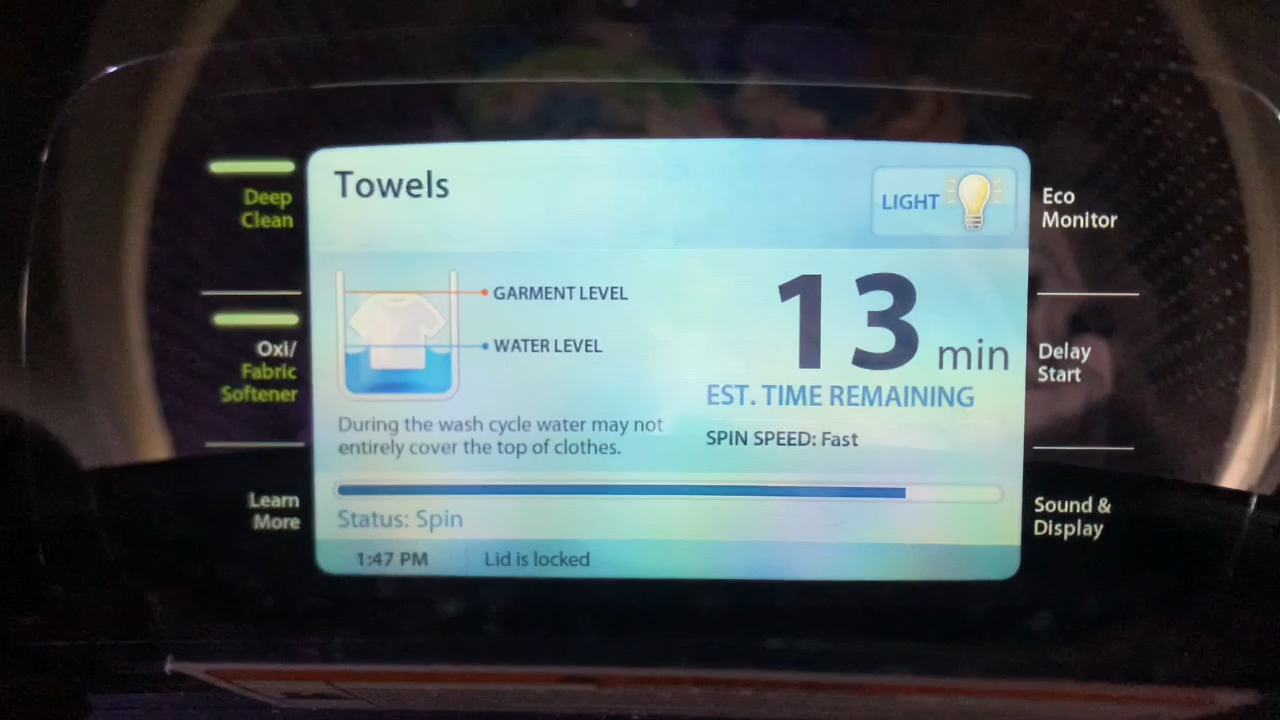 Towels
LIGHT
Deep
Clean
Eco
Monitor
GARMENT LEVEL
WATER LEVEL
13 min
EST. TIME REMAINING
SPIN SPEED: Fast
Oxi/
Fabric
Softener
Delay
Start
During the wash cycle water may not
entirely cover the top of clothes.
Learn
More
Status: Spin
Sound &
Display
1:47 PM
Lid is locked